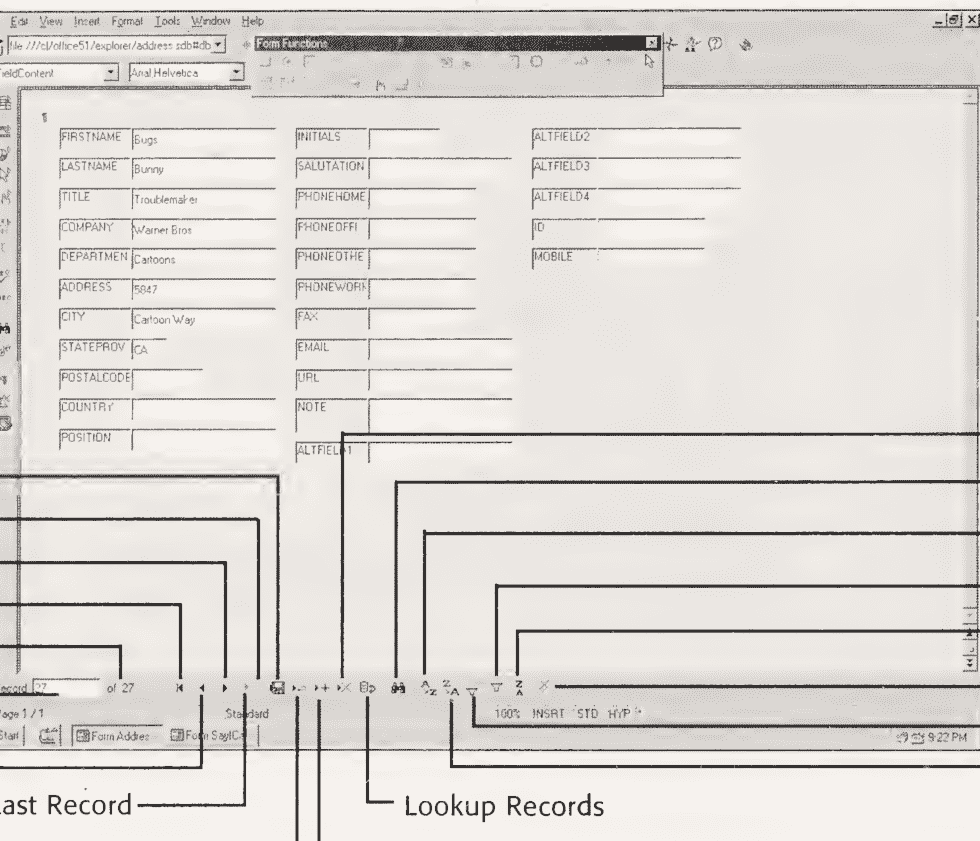 Edit View Insert Format Tools Window Help
file:///c|/office51/explorer/address.sdb#db
Form Functions
FieldContent Arial;Helvetica
FIRSTNAME Bugs INITIALS ALTFIELD2
LASTNAME Bunny SALUTATION ALTFIELD3
TITLE Troublemaker PHONEHOME ALTFIELD4
COMPANY Warner Bros PHONEOFFI ID
DEPARTMEN Cartoons PHONEOTHE MOBILE
ADDRESS 5847 PHONEWORK
CITY Cartoon Way FAX
STATEPROV CA EMAIL
POSTALCODE URL
COUNTRY NOTE
POSITION ALTFIELD1
Record 27 of 27
Page 1 / 1 Standard 100% INSRT STD HYP
Start Form Addres Form 9:22 PM
Last Record Lookup Records